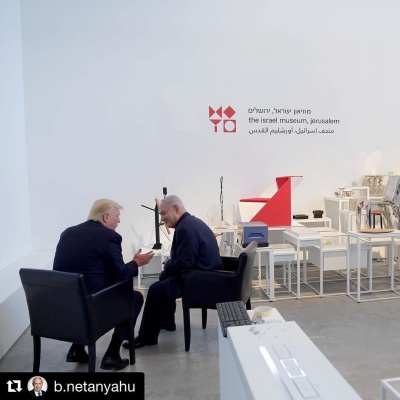 מוזיאון ישראל, ירושלים
the israel museum, jerusalem
متحف إسرائيل، أورشليم القدس
b.netanyahu